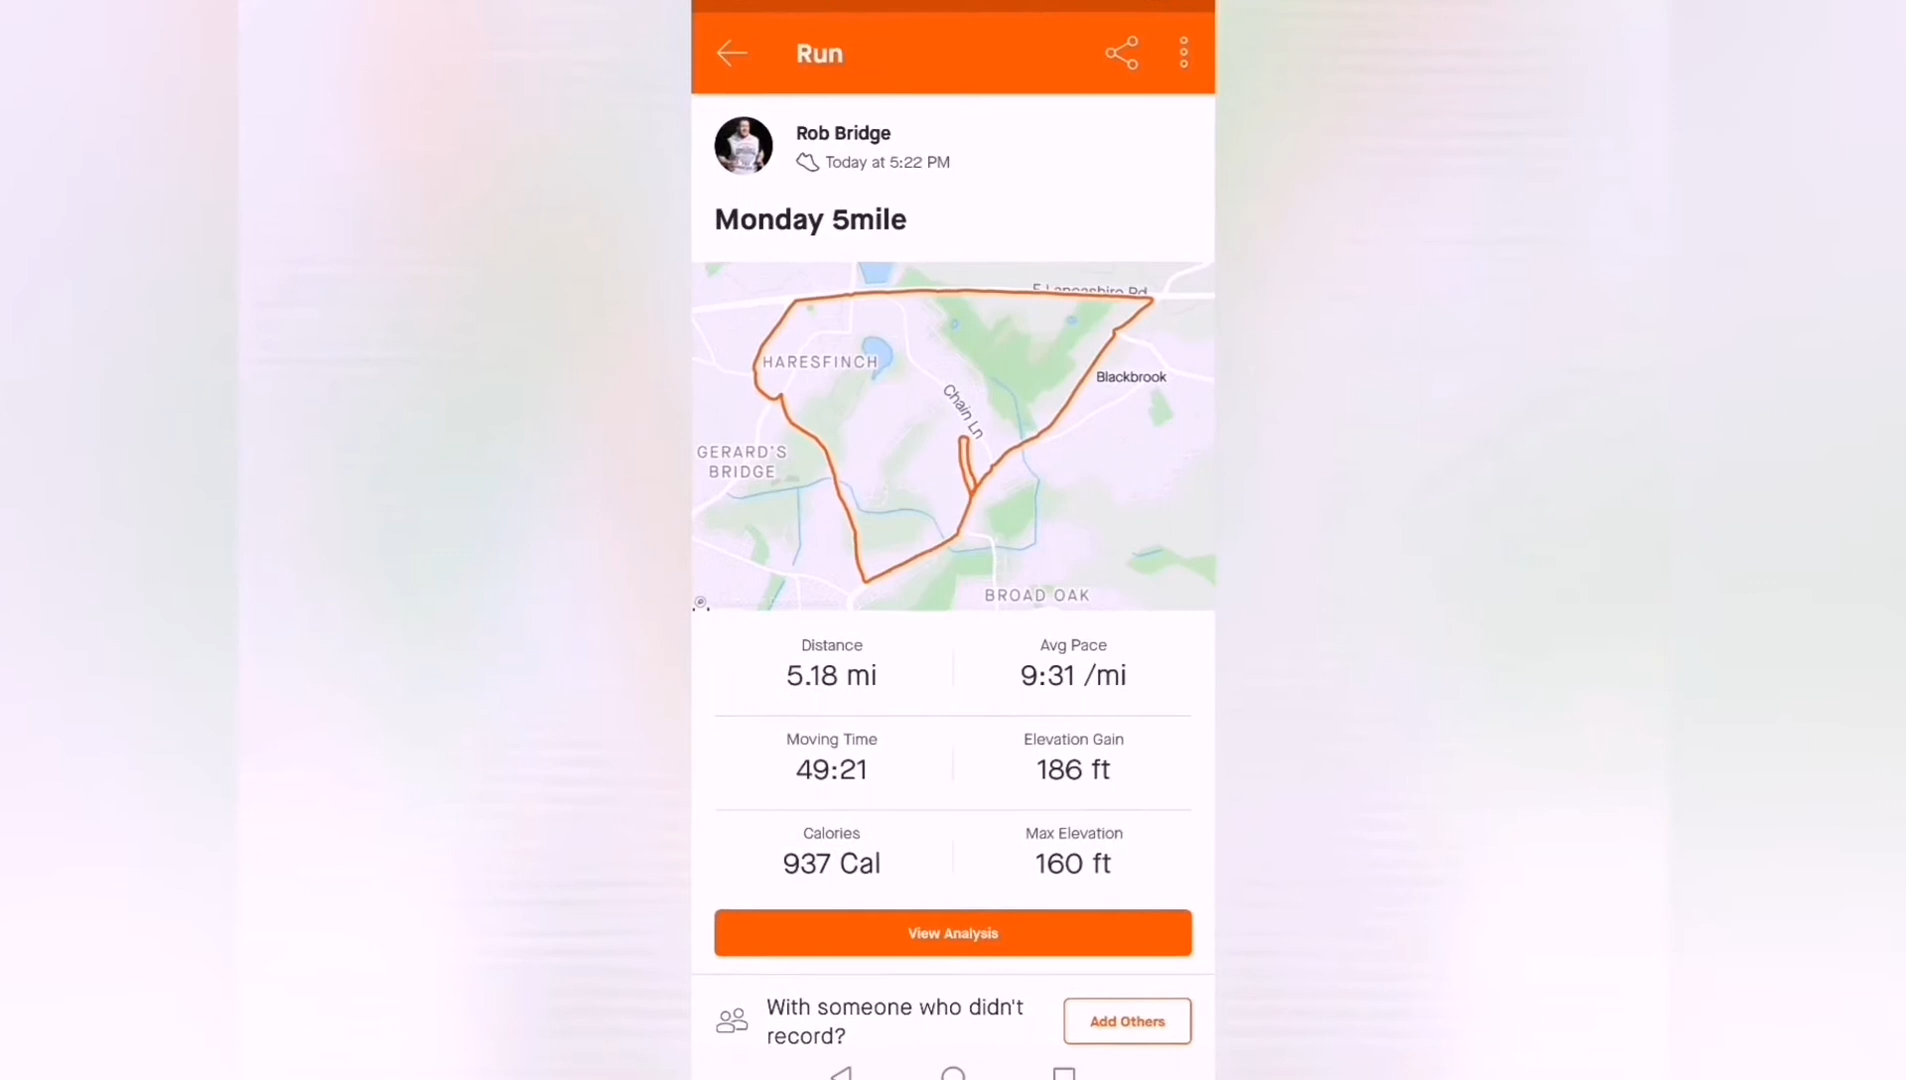 Run
Rob Bridge
Today at 5:22 PM
Monday 5mile
E Lancashire Rd
HARESFINCH
Blackbrook
Chain Ln
GERARD'S
BRIDGE
BROAD OAK
Distance
5.18 mi
Avg Pace
9:31 /mi
Moving Time
49:21
Elevation Gain
186 ft
Calories
937 Cal
Max Elevation
160 ft
View Analysis
With someone who didn't
record?
Add Others